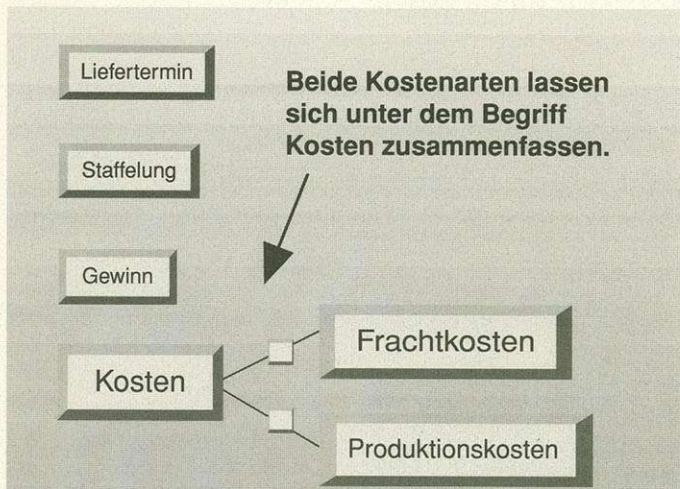 Liefertermin
Beide Kostenarten lassen
sich unter dem Begriff
Kosten zusammenfassen.
Staffelung
Gewinn
Frachtkosten
Kosten
Produktionskosten